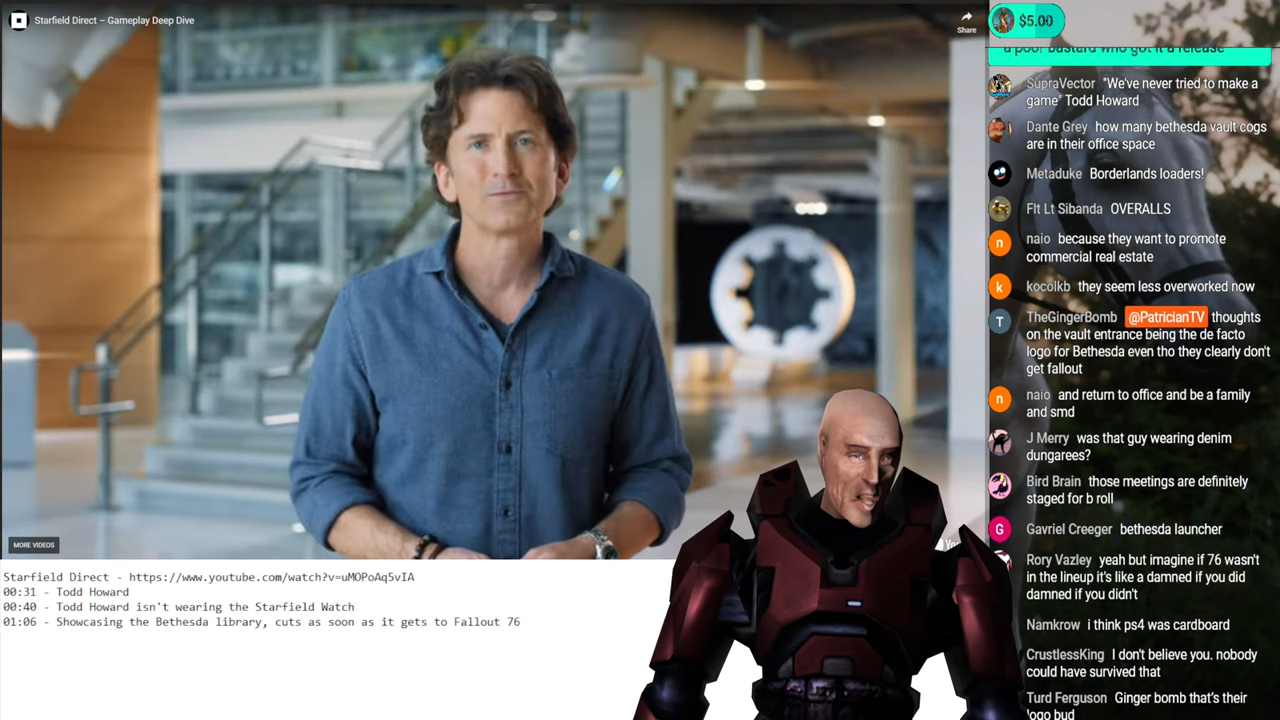 Starfield Direct – Gameplay Deep Dive
Share
MORE VIDEOS
Starfield Direct - https://www.youtube.com/watch?v=uMOPoAq5vIA
00:31 - Todd Howard
00:40 - Todd Howard isn't wearing the Starfield Watch
01:06 - Showcasing the Bethesda library, cuts as soon as it gets to Fallout 76
$5.00
a poor bastard who got it a release
SupraVector "We've never tried to make a
game" Todd Howard
Dante Grey how many bethesda vault cogs
are in their office space
Metaduke Borderlands loaders!
Flt Lt Sibanda OVERALLS
n
naio because they want to promote
commercial real estate
k
kocolkb they seem less overworked now
T
TheGingerBomb @PatricianTV thoughts
on the vault entrance being the de facto
logo for Bethesda even tho they clearly don't
get fallout
n
naio and return to office and be a family
and smd
J Merry was that guy wearing denim
dungarees?
Bird Brain those meetings are definitely
staged for b roll
G
Gavriel Creeger bethesda launcher
Rory Vazley yeah but imagine if 76 wasn't
in the lineup it's like a damned if you did
damned if you didn't
Namkrow i think ps4 was cardboard
CrustlessKing I don't believe you. nobody
could have survived that
Turd Ferguson Ginger bomb that's their
logo bud